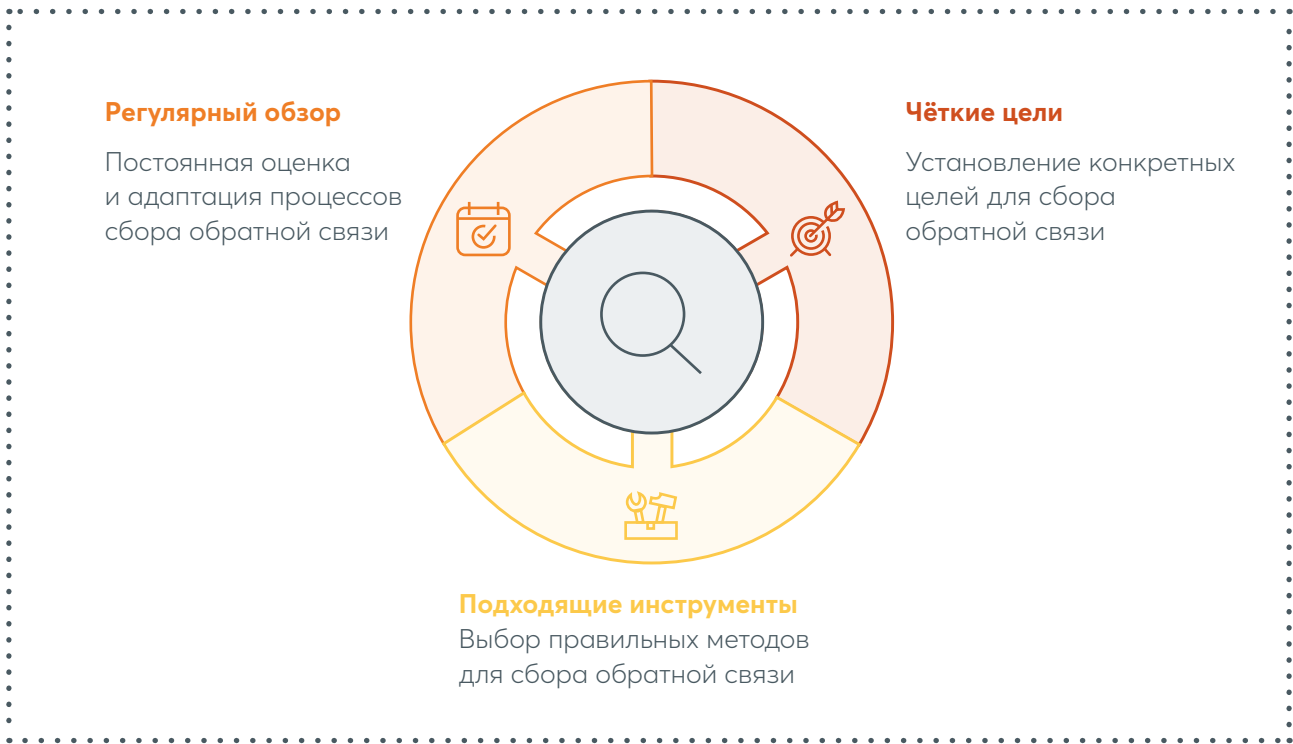 Регулярный обзор
Постоянная оценка
и адаптация процессов
сбора обратной связи
Чёткие цели
Установление конкретных
целей для сбора
обратной связи
Подходящие инструменты
Выбор правильных методов
для сбора обратной связи